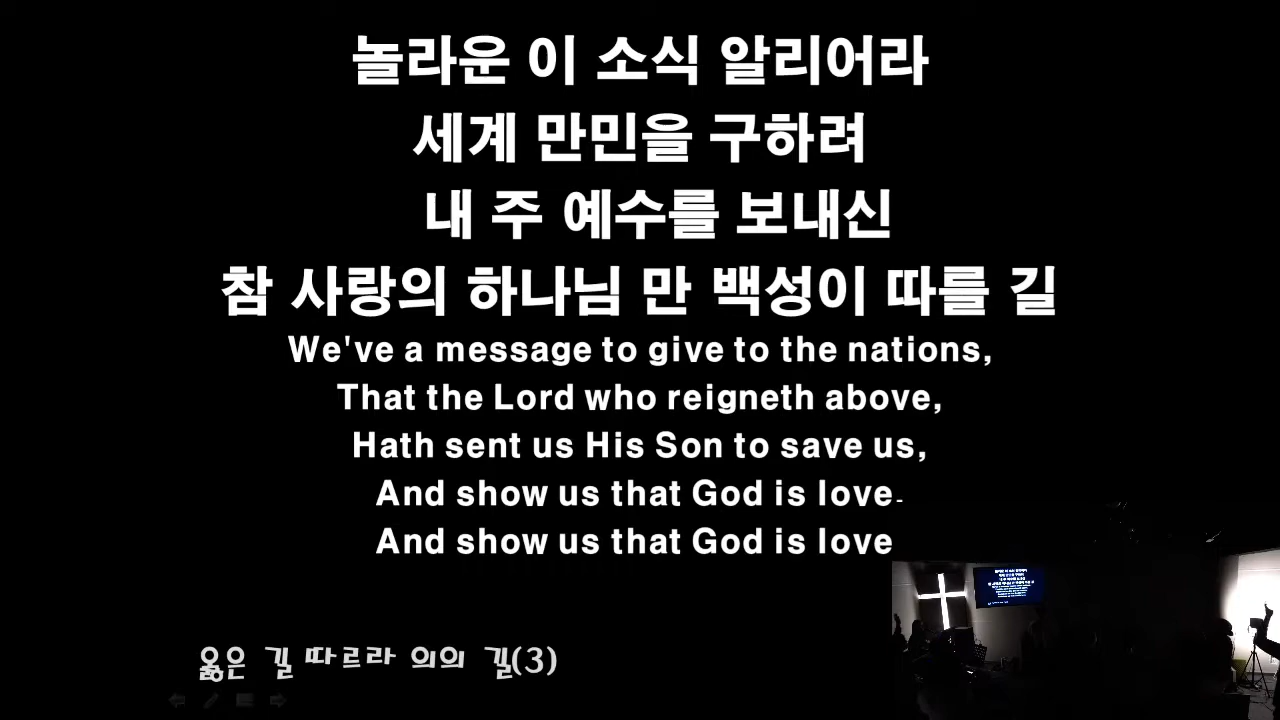 놀라운 이 소식 알리어라
세계 만민을 구하려
내 주 예수를 보내신
참 사랑의 하나님 만 백성이 따를 길
We've a message to give to the nations,
That the Lord who reigneth above,
Hath sent us His Son to save us,
And show us that God is love-
And show us that God is love
옳은 길 따르라 의의 길(3)